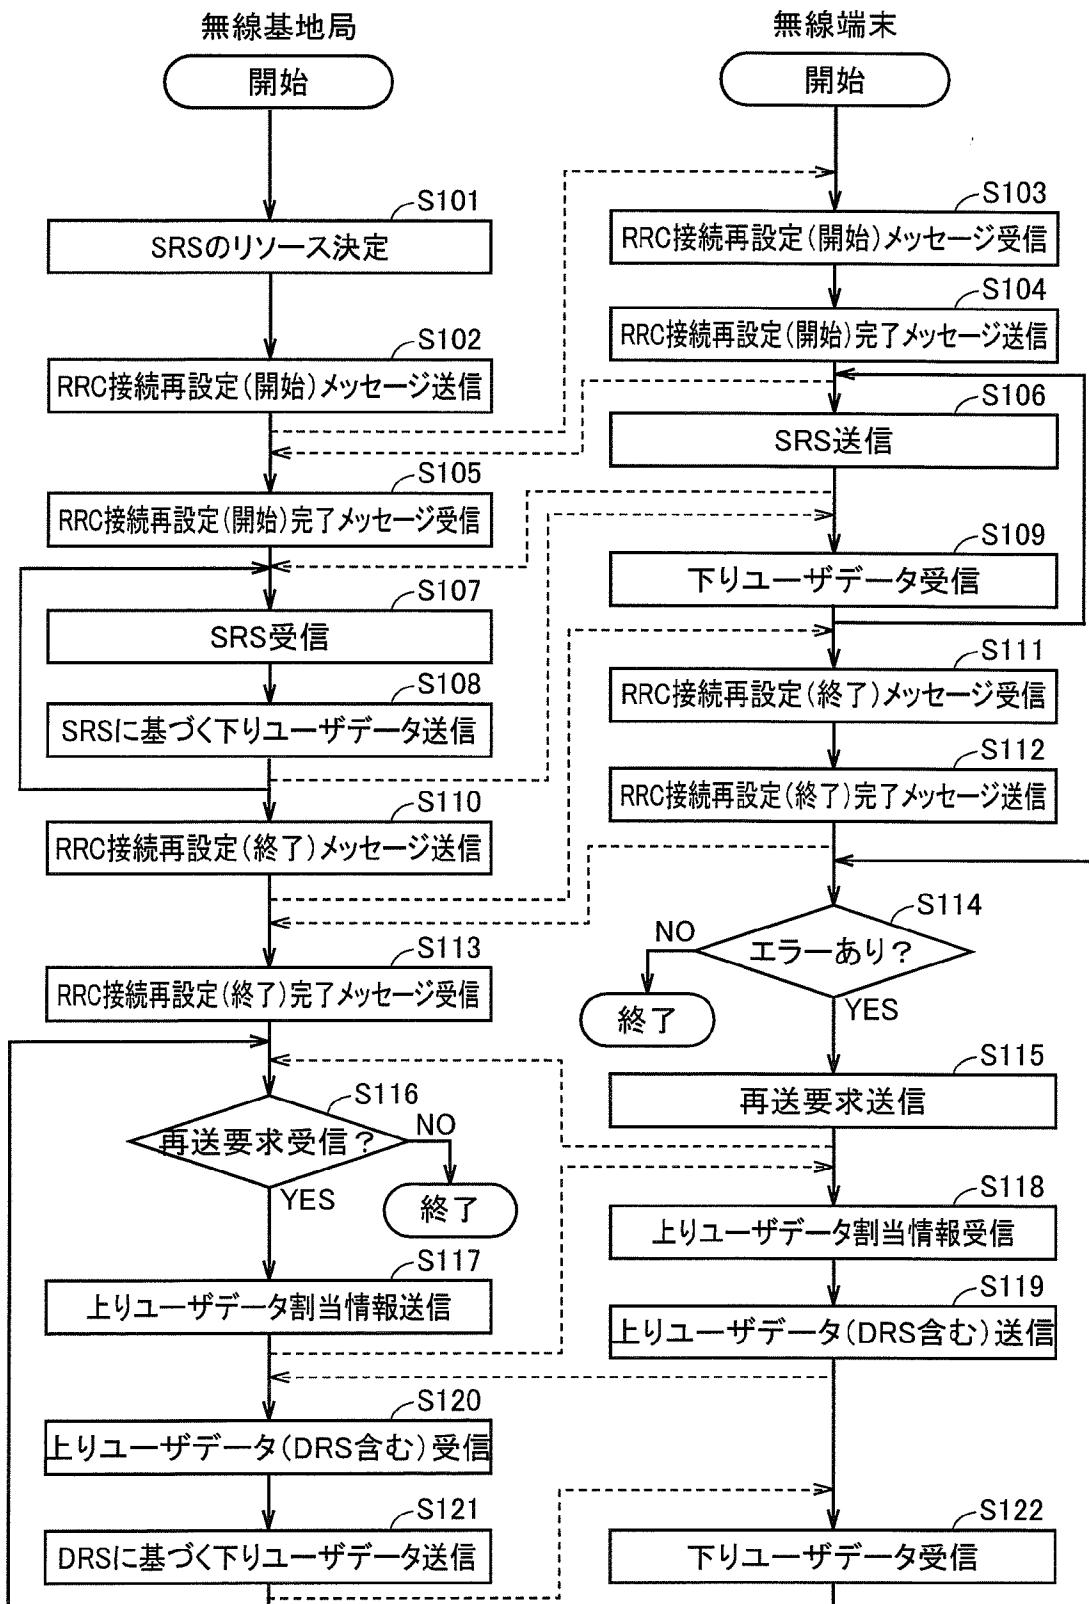 無線基地局
開始
S101
SRSのリソース決定
S102
RRC接続再設定(開始)メッセージ送信
S105
RRC接続再設定(開始)完了メッセージ受信
S107
SRS受信
S108
SRSに基づく下りユーザデータ送信
S110
RRC接続再設定(終了)メッセージ送信
S113
RRC接続再設定(終了)完了メッセージ受信
S116
再送要求受信？
NO
終了
YES
S117
上りユーザデータ割当情報送信
S120
上りユーザデータ(DRS含む)受信
S121
DRSに基づく下りユーザデータ送信
無線端末
開始
S103
RRC接続再設定(開始)メッセージ受信
S104
RRC接続再設定(開始)完了メッセージ送信
S106
SRS送信
S109
下りユーザデータ受信
S111
RRC接続再設定(終了)メッセージ受信
S112
RRC接続再設定(終了)完了メッセージ送信
S114
エラーあり？
NO
終了
YES
S115
再送要求送信
S118
上りユーザデータ割当情報受信
S119
上りユーザデータ(DRS含む)送信
S122
下りユーザデータ受信